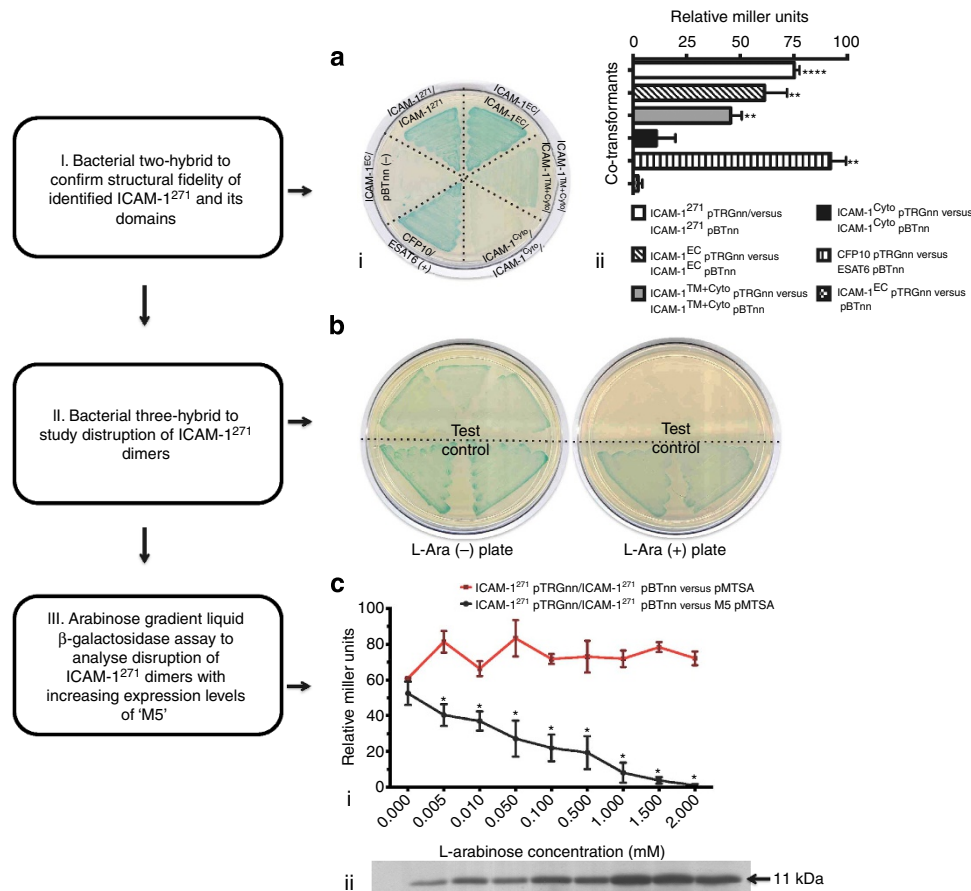 I. Bacterial two-hybrid to
confirm structural fidelity of
identified ICAM-1²⁷¹ and its
domains
II. Bacterial three-hybrid to
study distruption of ICAM-1²⁷¹
dimers
III. Arabinose gradient liquid
β-galactosidase assay to
analyse disruption of
ICAM-1²⁷¹ dimers with
increasing expression levels
of 'M5'
a
i
ICAM-1²⁷¹/
ICAM-1²⁷¹
ICAM-1ᴱᶜ/
ICAM-1ᴱᶜ/
ICAM-1ᵀᴹ⁺ᶜʸᵗᵒ/
ICAM-1ᵀᴹ⁺ᶜʸᵗᵒ/
ICAM-1ᶜʸᵗᵒ/
ICAM-1ᶜʸᵗᵒ/
CFP10/
ESAT6 (+)
ICAM-1ᴱᶜ/
pBTnn (–)
ii
Relative miller units
0 25 50 75 100
Co-transformants
****
**
**
**
ICAM-1²⁷¹ pTRGnn/versus
ICAM-1²⁷¹ pBTnn
ICAM-1ᴱᶜ pTRGnn versus
ICAM-1ᴱᶜ pBTnn
ICAM-1ᵀᴹ⁺ᶜʸᵗᵒ pTRGnn versus
ICAM-1ᵀᴹ⁺ᶜʸᵗᵒ pBTnn
ICAM-1ᶜʸᵗᵒ pTRGnn versus
ICAM-1ᶜʸᵗᵒ pBTnn
CFP10 pTRGnn versus
ESAT6 pBTnn
ICAM-1ᴱᶜ pTRGnn versus
pBTnn
b
Test
control
L-Ara (–) plate
Test
control
L-Ara (+) plate
c
ICAM-1²⁷¹ pTRGnn/ICAM-1²⁷¹ pBTnn versus pMTSA
ICAM-1²⁷¹ pTRGnn/ICAM-1²⁷¹ pBTnn versus M5 pMTSA
Relative miller units
100
80
60
40
20
0
* * * * * * * *
i
0.000 0.005 0.010 0.050 0.100 0.500 1.000 1.500 2.000
L-arabinose concentration (mM)
ii
11 kDa